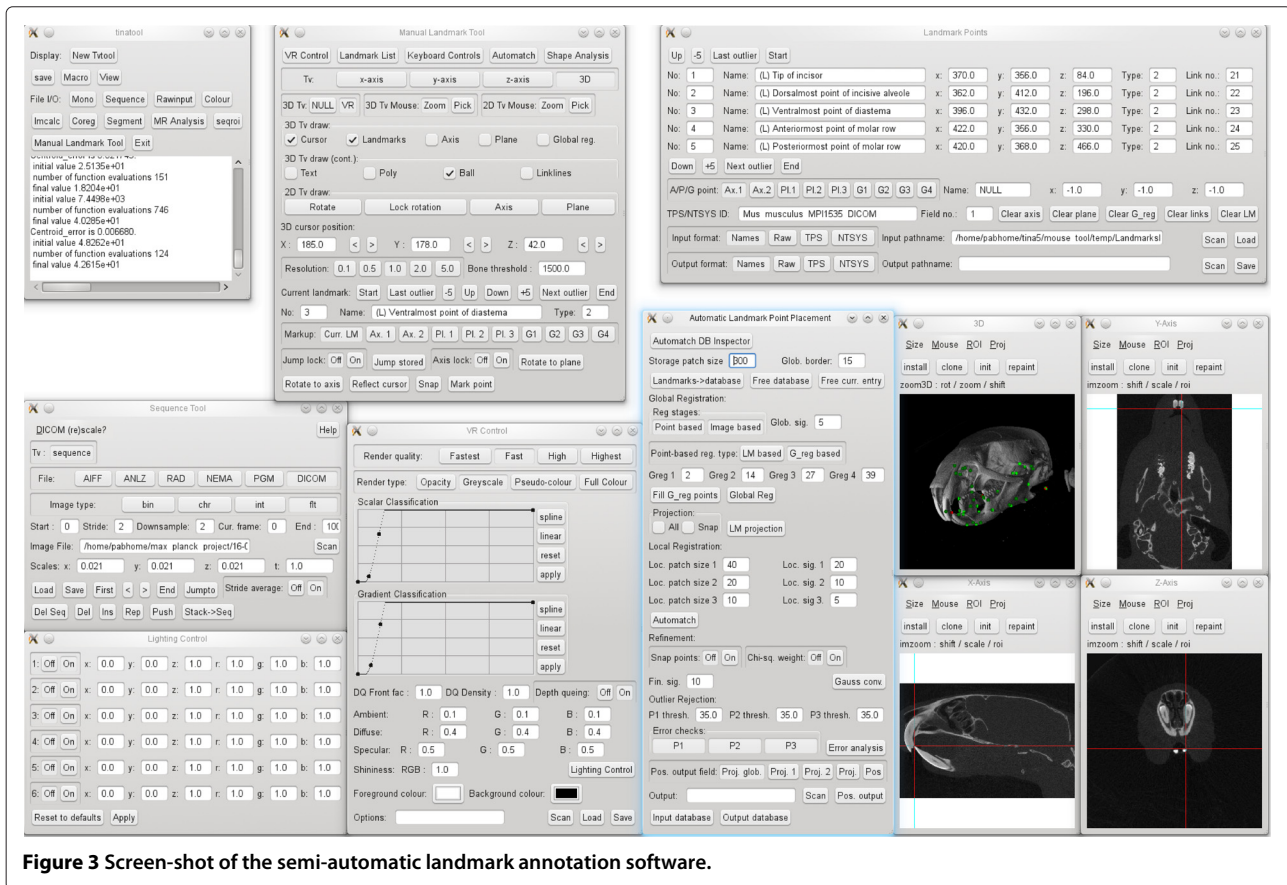 tinatool
Display: New Tvtool
save Macro View
File I/O: Mono Sequence Rawinput Colour
Imcalc Coreg Segment MR Analysis seqroi
Manual Landmark Tool Exit
initial value 2.5135e+01
number of function evaluations 151
final value 1.8204e+01
initial value 7.4498e+03
number of function evaluations 746
final value 4.0285e+01
Centroid_error is 0.006680.
initial value 4.8262e+01
number of function evaluations 124
final value 4.2615e+01
Manual Landmark Tool
VR Control Landmark List Keyboard Controls Automatch Shape Analysis
Tv: x-axis y-axis z-axis 3D
3D Tv: NULL VR 3D Tv Mouse: Zoom Pick 2D Tv Mouse: Zoom Pick
3D Tv draw:
Cursor Landmarks Axis Plane Global reg.
3D Tv draw (cont.):
Text Poly Ball Linklines
2D Tv draw:
Rotate Lock rotation Axis Plane
3D cursor position:
X: 185.0 < > Y: 178.0 < > Z: 42.0 < >
Resolution: 0.1 0.5 1.0 2.0 5.0 Bone threshold : 1500.0
Current landmark: Start Last outlier -5 Up Down +5 Next outlier End
No: 3 Name: (L) Ventralmost point of diastema Type: 2
Markup: Curr. LM Ax. 1 Ax. 2 Pl. 1 Pl. 2 Pl. 3 G1 G2 G3 G4
Jump lock: Off On Jump stored Axis lock: Off On Rotate to plane
Rotate to axis Reflect cursor Snap Mark point
Landmark Points
Up -5 Last outlier Start
No: 1 Name: (L) Tip of incisor x: 370.0 y: 356.0 z: 84.0 Type: 2 Link no.: 21
No: 2 Name: (L) Dorsalmost point of incisive alveole x: 362.0 y: 412.0 z: 196.0 Type: 2 Link no.: 22
No: 3 Name: (L) Ventralmost point of diastema x: 396.0 y: 432.0 z: 298.0 Type: 2 Link no.: 23
No: 4 Name: (L) Anteriormost point of molar row x: 422.0 y: 366.0 z: 330.0 Type: 2 Link no.: 24
No: 5 Name: (L) Posteriormost point of molar row x: 420.0 y: 368.0 z: 466.0 Type: 2 Link no.: 25
Down +5 Next outlier End
A/P/G point: Ax.1 Ax.2 Pl.1 Pl.2 Pl.3 G1 G2 G3 G4 Name: NULL x: -1.0 y: -1.0 z: -1.0
TPS/NTSYS ID: Mus_musculus_MPI1535_DICOM Field no.: 1 Clear axis Clear plane Clear G_reg Clear links Clear LM
Input format: Names Raw TPS NTSYS Input pathname: /home/pabhome/tina5/mouse_tool/temp/Landmarksl Scan Load
Output format: Names Raw TPS NTSYS Output pathname: Scan Save
Sequence Tool
DICOM (re)scale? Help
Tv : sequence
File: AIFF ANLZ RAD NEMA PGM DICOM
Image type: bin chr int flt
Start : 0 Stride: 2 Downsample: 2 Cur. frame: 0 End : 100
Image File: /home/pabhome/max_planck_project/16-0 Scan
Scales: x: 0.021 y: 0.021 z: 0.021 t: 1.0
Load Save First < > End Jumpto Stride average: Off On
Del Seq Del Ins Rep Push Stack->Seq
Lighting Control
1: Off On x: 0.0 y: 0.0 z: 1.0 r: 1.0 g: 1.0 b: 1.0
2: Off On x: 0.0 y: 0.0 z: 1.0 r: 1.0 g: 1.0 b: 1.0
3: Off On x: 0.0 y: 0.0 z: 1.0 r: 1.0 g: 1.0 b: 1.0
4: Off On x: 0.0 y: 0.0 z: 1.0 r: 1.0 g: 1.0 b: 1.0
5: Off On x: 0.0 y: 0.0 z: 1.0 r: 1.0 g: 1.0 b: 1.0
6: Off On x: 0.0 y: 0.0 z: 1.0 r: 1.0 g: 1.0 b: 1.0
Reset to defaults Apply
VR Control
Render quality: Fastest Fast High Highest
Render type: Opacity Greyscale Pseudo-colour Full Colour
Scalar Classification
spline
linear
reset
apply
Gradient Classification
spline
linear
reset
apply
DQ Front fac : 1.0 DQ Density : 1.0 Depth queing: Off On
Ambient: R : 0.1 G : 0.1 B : 0.1
Diffuse: R : 0.4 G : 0.4 B : 0.4
Specular: R : 0.5 G : 0.5 B : 0.5
Shininess: RGB : 1.0 Lighting Control
Foreground colour: Background colour:
Options: Scan Load Save
Automatic Landmark Point Placement
Automatch DB Inspector
Storage patch size 300 Glob. border: 15
Landmarks->database Free database Free curr. entry
Global Registration:
Reg stages:
Point based Image based Glob. sig. 5
Point-based reg. type: LM based G_reg based
Greg 1 2 Greg 2 14 Greg 3 27 Greg 4 39
Fill G_reg points Global Reg
Projection:
All Snap LM projection
Local Registration:
Loc. patch size 1 40 Loc. sig. 1 20
Loc. patch size 2 20 Loc. sig. 2 10
Loc. patch size 3 10 Loc. sig 3. 5
Automatch
Refinement:
Snap points: Off On Chi-sq. weight: Off On
Fin. sig. 10 Gauss conv.
Outlier Rejection:
P1 thresh. 35.0 P2 thresh. 35.0 P3 thresh. 35.0
Error checks:
P1 P2 P3 Error analysis
Pos. output field: Proj. glob. Proj. 1 Proj. 2 Proj. Pos
Output: Scan Pos. output
Input database Output database
3D
Size Mouse ROI Proj
install clone init repaint
zoom3D : rot / zoom / shift
Y-Axis
Size Mouse ROI Proj
install clone init repaint
imzoom : shift / scale / roi
X-Axis
Size Mouse ROI Proj
install clone init repaint
imzoom : shift / scale / roi
Z-Axis
Size Mouse ROI Proj
install clone init repaint
imzoom : shift / scale / roi
Figure 3 Screen-shot of the semi-automatic landmark annotation software.